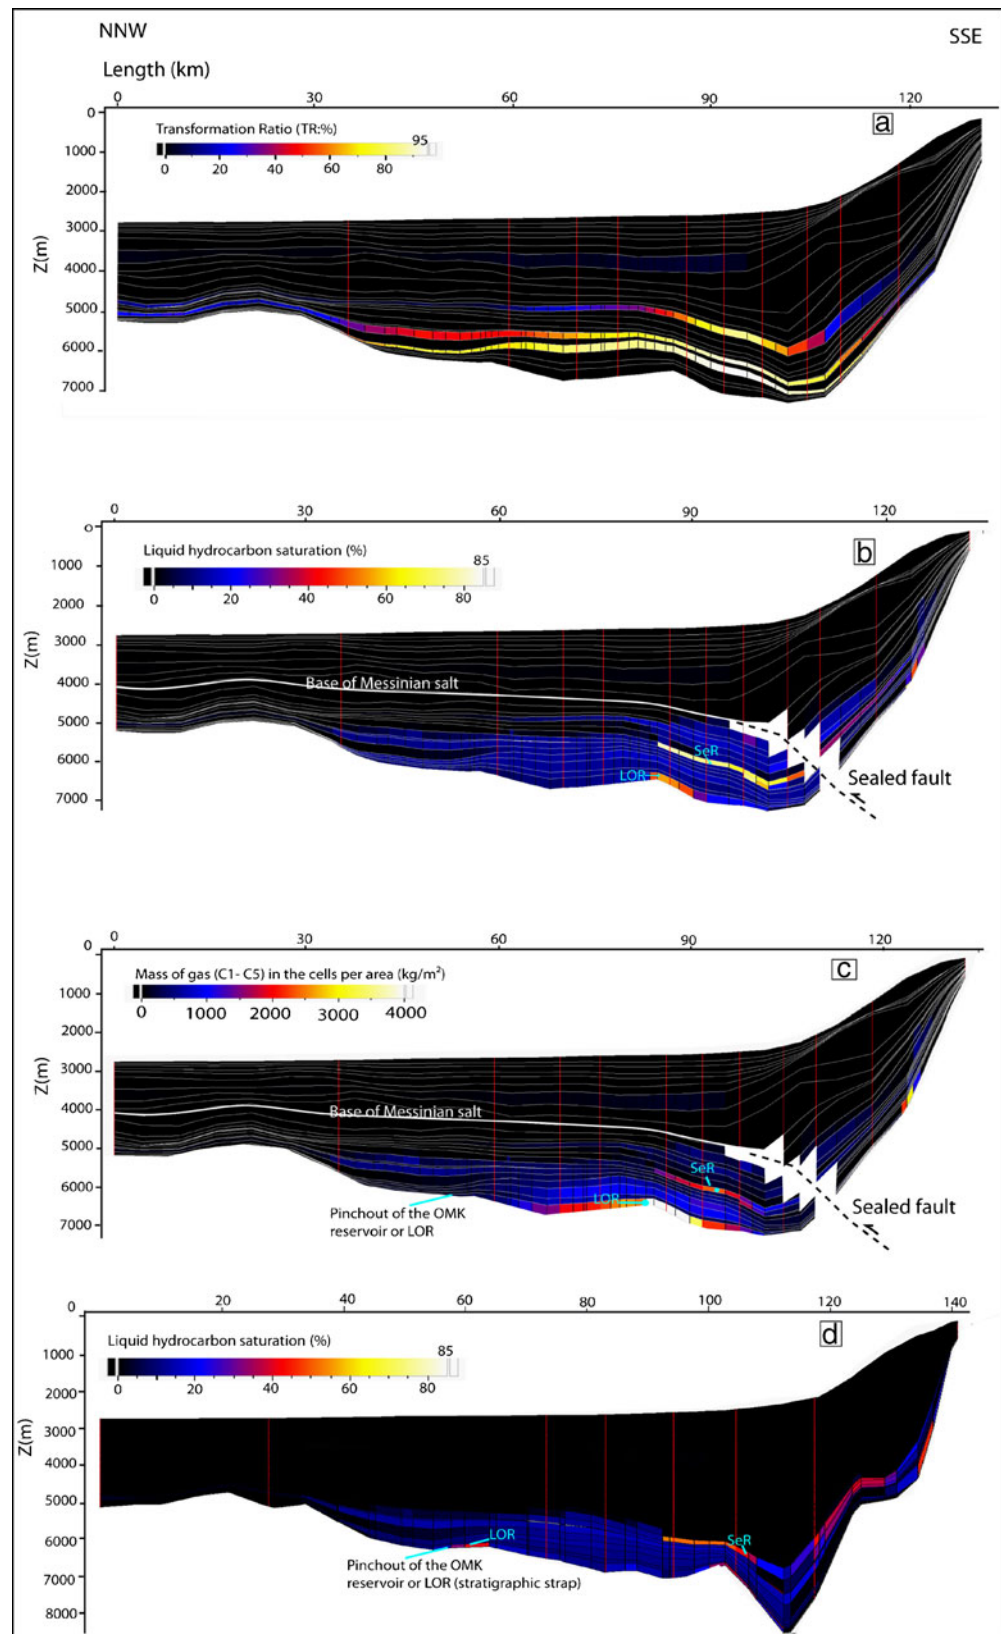 NNW
SSE
Length (km)
0 30 60 90 120
a
Transformation Ratio (TR:%)
95
0 20 40 60 80
Z(m)
0
1000
2000
3000
4000
5000
6000
7000
0 30 60 90 120
b
Liquid hydrocarbon saturation (%)
85
0 20 40 60 80
Z(m)
0
1000
2000
3000
4000
5000
6000
7000
Base of Messinian salt
SeR
LOR
Sealed fault
0 30 60 90 120
c
Mass of gas (C1- C5) in the cells per area (kg/m²)
0 1000 2000 3000 4000
Z(m)
0
1000
2000
3000
4000
5000
6000
7000
Base of Messinian salt
SeR
LOR
Pinchout of the OMK
reservoir or LOR
Sealed fault
20 40 60 80 100 120 140
d
Liquid hydrocarbon saturation (%)
85
0 20 40 60 80
Z(m)
0
1000
2000
3000
4000
5000
6000
7000
8000
LOR
SeR
Pinchout of the OMK
reservoir or LOR (stratigraphic strap)